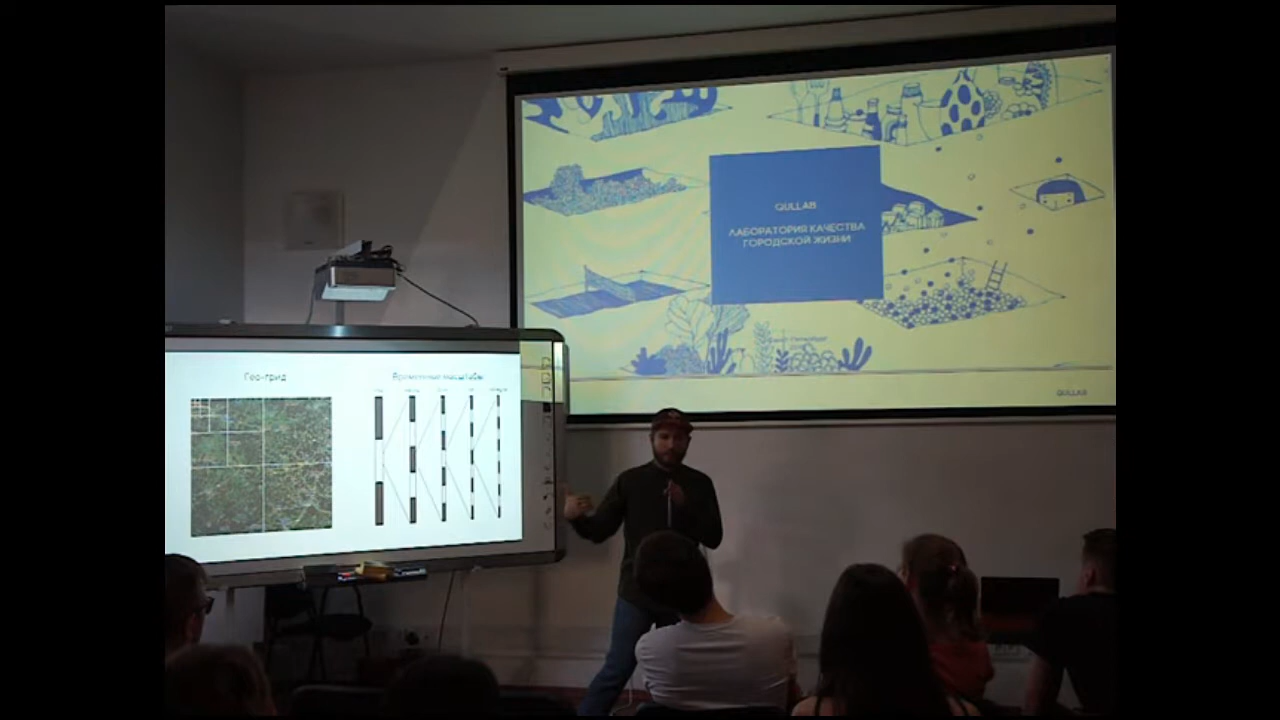 QULLAB
ЛАБОРАТОРИЯ КАЧЕСТВА
ГОРОДСКОЙ ЖИЗНИ
QULLAB
Гео-грид
Временные масштабы